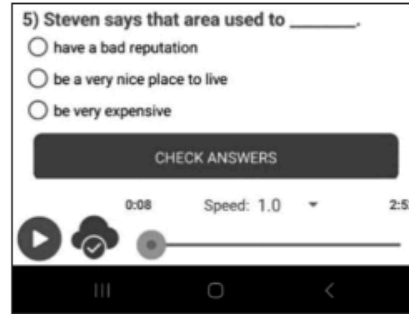 5) Steven says that area used to _______.
have a bad reputation
be a very nice place to live
be very expensive
CHECK ANSWERS
0:08 Speed: 1.0